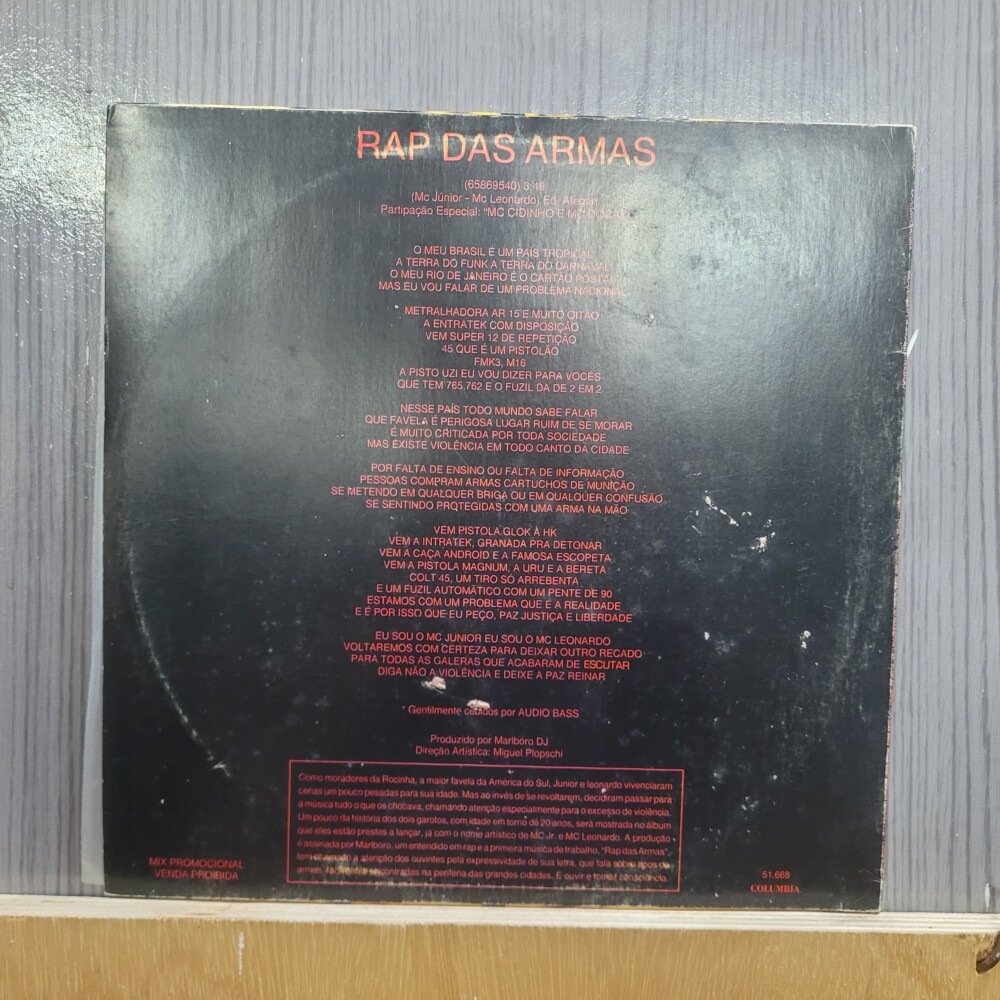 RAP DAS ARMAS
(65869540) 3:48
(Mc Júnior - Mc Leonardo) Ed. Alegan
Partipação Especial: "MC CIDINHO E MC DOCA"
O MEU BRASIL É UM PAÍS TROPICAL
A TERRA DO FUNK A TERRA DO CARNAVAL
O MEU RIO DE JANEIRO É O CARTÃO POSTAL
MAS EU VOU FALAR DE UM PROBLEMA NACIONAL
METRALHADORA AR 15 E MUITO OITÃO
A ENTRATEK COM DISPOSIÇÃO
VEM SUPER 12 DE REPETIÇÃO
45 QUE É UM PISTOLÃO
FMK3, M16
A PISTO UZI EU VOU DIZER PARA VOCÊS
QUE TEM 765,762 E O FUZIL DA DE 2 EM 2
NESSE PAÍS TODO MUNDO SABE FALAR
QUE FAVELA É PERIGOSA LUGAR RUIM DE SE MORAR
É MUITO CRITICADA POR TODA SOCIEDADE
MAS EXISTE VIOLÊNCIA EM TODO CANTO DA CIDADE
POR FALTA DE ENSINO OU FALTA DE INFORMAÇÃO
PESSOAS COMPRAM ARMAS CARTUCHOS DE MUNIÇÃO
SE METENDO EM QUALQUER BRIGA OU EM QUALQUER CONFUSÃO
SE SENTINDO PROTEGIDAS COM UMA ARMA NA MÃO
VEM PISTOLA GLOK A HK
VEM A INTRATEK, GRANADA PRA DETONAR
VEM A CAÇA ANDROID E A FAMOSA ESCOPETA
VEM A PISTOLA MAGNUM, A URU E A BERETA
COLT 45, UM TIRO SÓ ARREBENTA
E UM FUZIL AUTOMÁTICO COM UM PENTE DE 90
ESTAMOS COM UM PROBLEMA QUE É A REALIDADE
E É POR ISSO QUE EU PEÇO, PAZ JUSTIÇA E LIBERDADE
EU SOU O MC JUNIOR EU SOU O MC LEONARDO
VOLTAREMOS COM CERTEZA PARA DEIXAR OUTRO RECADO
PARA TODAS AS GALERAS QUE ACABARAM DE ESCUTAR
DIGA NÃO A VIOLÊNCIA E DEIXE A PAZ REINAR
* Gentilmente cedidos por AUDIO BASS
Produzido por Marlboro DJ
Direção Artística: Miguel Plopschi
Como moradores da Rocinha, a maior favela da América do Sul, Junior e leonardo vivenciaram
cenas um pouco pesadas para sua idade. Mas ao invés de se revoltarem, decidiram passar para
a música tudo o que os chocava, chamando atenção especialmente para o excesso de violência.
Um pouco da história dos dois garotos, com idade em torno de 20 anos, será mostrada no álbum
que eles estão prestes a lançar, já com o nome artístico de MC Jr. e MC Leonardo. A produção
é assinada por Marlboro, um entendido em rap e a primeira música de trabalho, "Rap das Armas",
tem chamado a atenção dos ouvintes pela expressividade de sua letra, que fala sobre tipos de
armas, facilmente encontradas na periferia das grandes cidades. É ouvir e tomar consciência.
MIX PROMOCIONAL
VENDA PROIBIDA
51.668
COLUMBIA